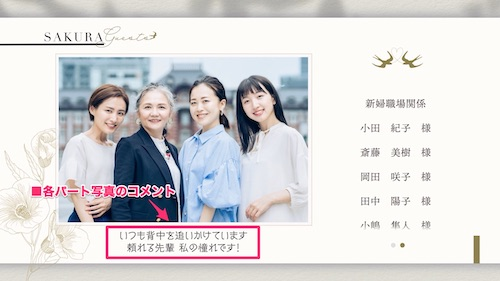 SAKURA Guests
新婦職場関係
小田 紀子 様
斎藤 美樹 様
岡田 咲子 様
田中 陽子 様
小嶋 隼人 様
■各パート写真のコメント
いつも背中を追いかけています
頼れる先輩 私の憧れです!